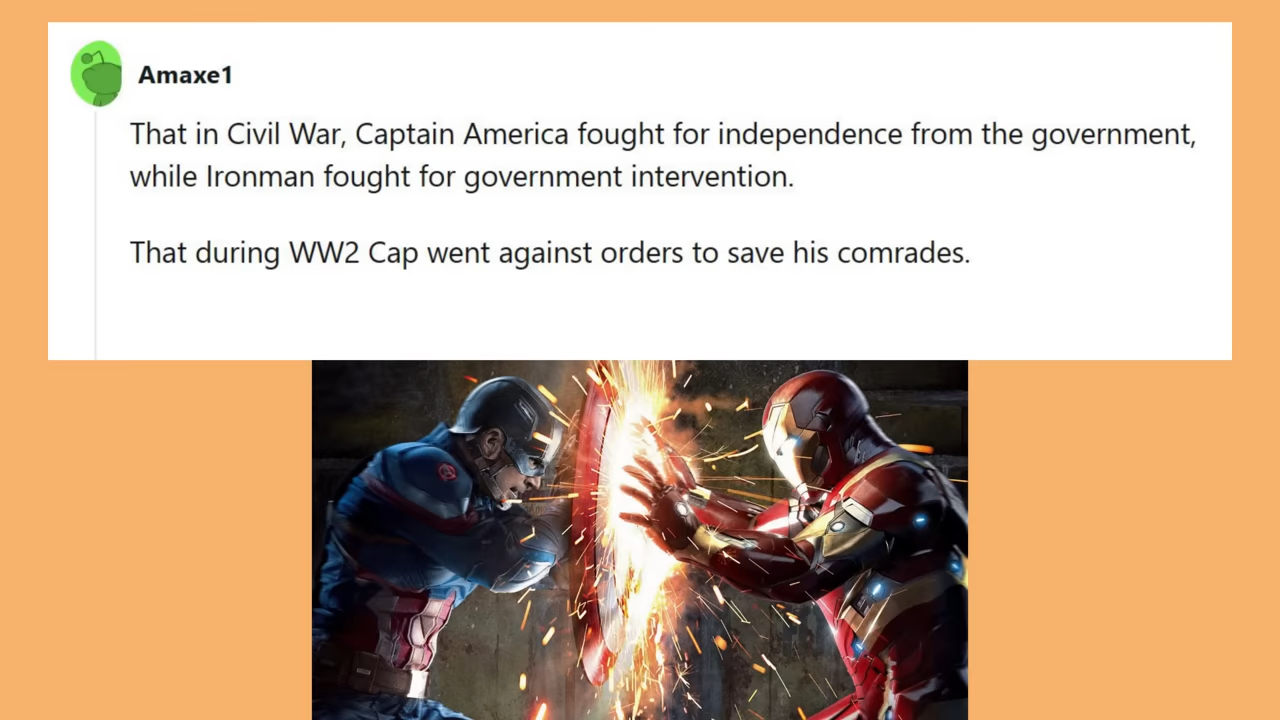 Amaxe1
That in Civil War, Captain America fought for independence from the government,
while Ironman fought for government intervention.
That during WW2 Cap went against orders to save his comrades.